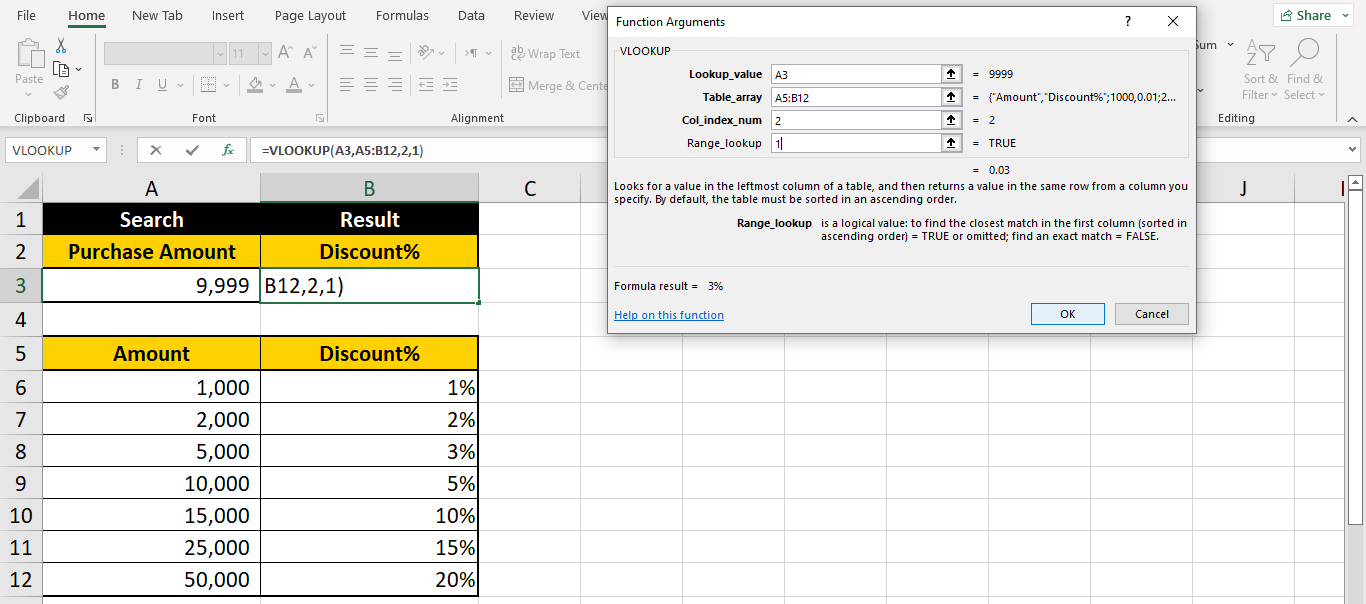 File Home New Tab Insert Page Layout Formulas Data Review View
Share
Function Arguments ?
VLOOKUP
Lookup_value A3 = 9999
Table_array A5:B12 = {"Amount","Discount%";1000,0.01;2...
Col_index_num 2 = 2
Range_lookup 1 = TRUE
= 0.03
Looks for a value in the leftmost column of a table, and then returns a value in the same row from a column you
specify. By default, the table must be sorted in an ascending order.
Range_lookup is a logical value: to find the closest match in the first column (sorted in
ascending order) = TRUE or omitted; find an exact match = FALSE.
Formula result = 3%
Help on this function
OK Cancel
Paste
11 A^ A
B I U A
ab Wrap Text
Merge & Cente
Sum
Sort & Find &
Filter Select
Clipboard Font Alignment Editing
VLOOKUP fx =VLOOKUP(A3,A5:B12,2,1)
A B C J
1 Search Result
2 Purchase Amount Discount%
3 9,999 B12,2,1)
4
5 Amount Discount%
6 1,000 1%
7 2,000 2%
8 5,000 3%
9 10,000 5%
10 15,000 10%
11 25,000 15%
12 50,000 20%